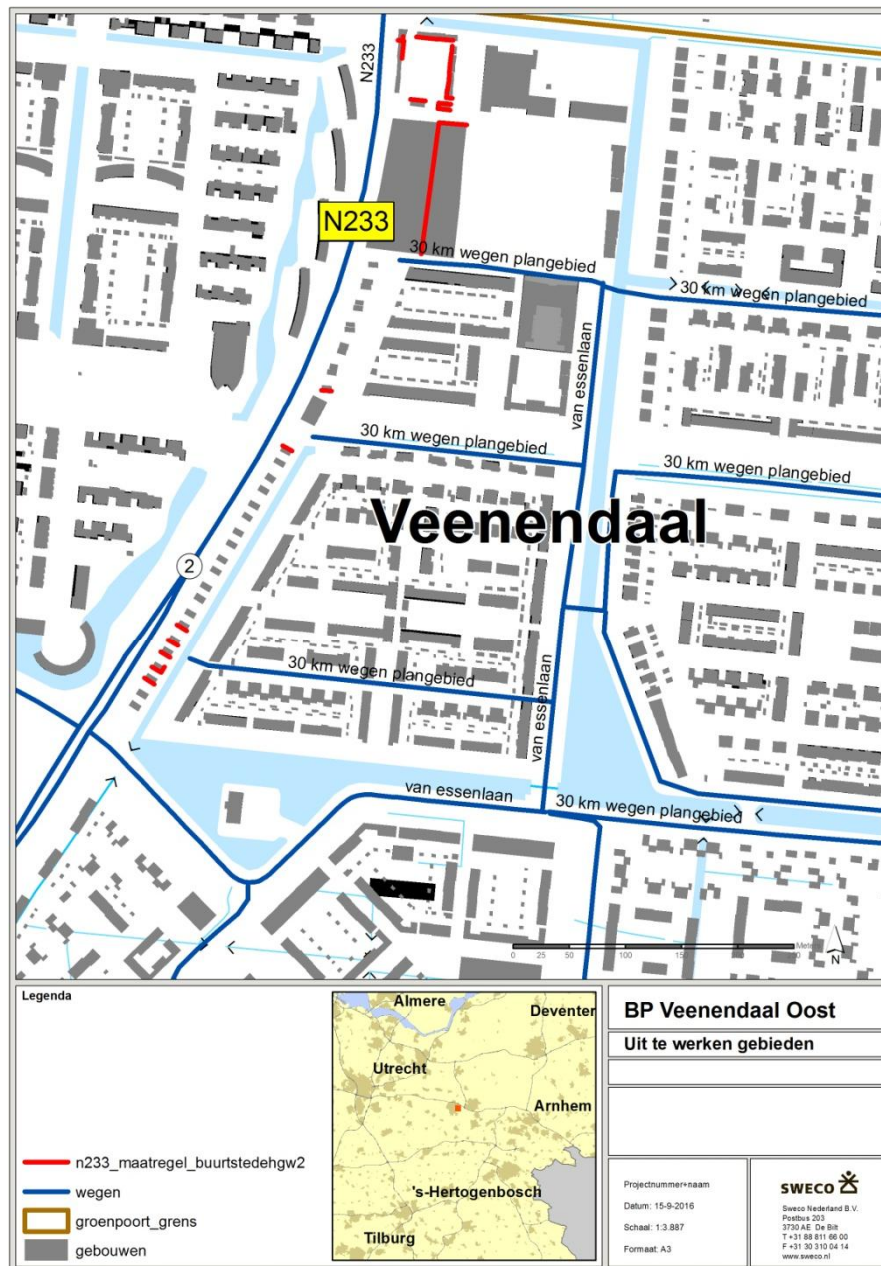 N233
N233
30 km wegen plangebied
30 km wegen plangebied
van essenlaan
30 km wegen plangebied
30 km wegen plangebied
Veenendaal
2
30 km wegen plangebied
van essenlaan
van essenlaan
van essenlaan
30 km wegen plangebied
0 25 50 100 150
N
Legenda
n233_maatregel_buurtstedehgw2
wegen
groenpoort_grens
gebouwen
Almere
Deventer
Utrecht
Arnhem
's-Hertogenbosch
Tilburg
BP Veenendaal Oost
Uit te werken gebieden
Projectnummer+naam
Datum: 15-9-2016
Schaal: 1:3.887
Formaat: A3
SWECO
Sweco Nederland B.V.
Postbus 203
3730 AE De Bilt
T +31 88 811 66 00
F +31 30 310 04 14
www.sweco.nl